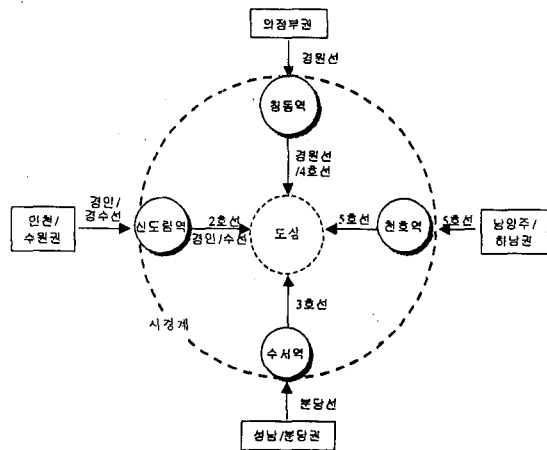 의정부권
경원선
창동역
경원선
/4호선
경인/
경수선
인천/
수원권
신도림역
2호선
경인/수선
도심
5호선
천호역
5호선
남양주/
하남권
3호선
시경계
수서역
분당선
성남/분당권